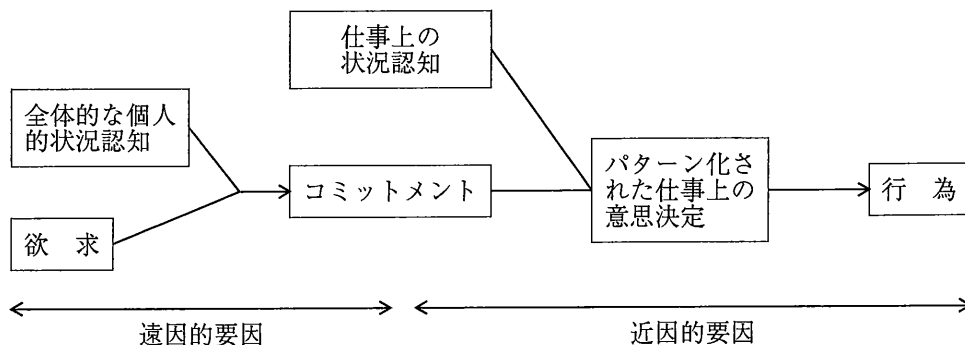 仕事上の
状況認知
全体的な個人
的状況認知
欲 求
コミットメント
パターン化さ
れた仕事上の
意思決定
行 為
遠因的要因
近因的要因